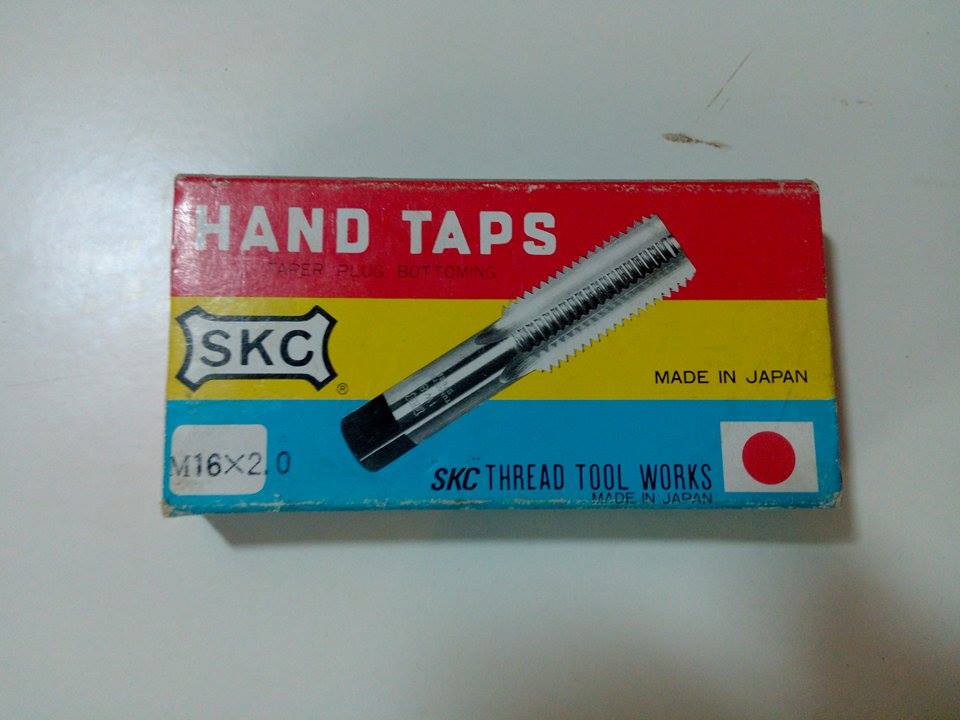 HAND TAPS
TAPER PLUG BOTTOMING
SKC
®
MADE IN JAPAN
M16×2.0
SKC THREAD TOOL WORKS
MADE IN JAPAN